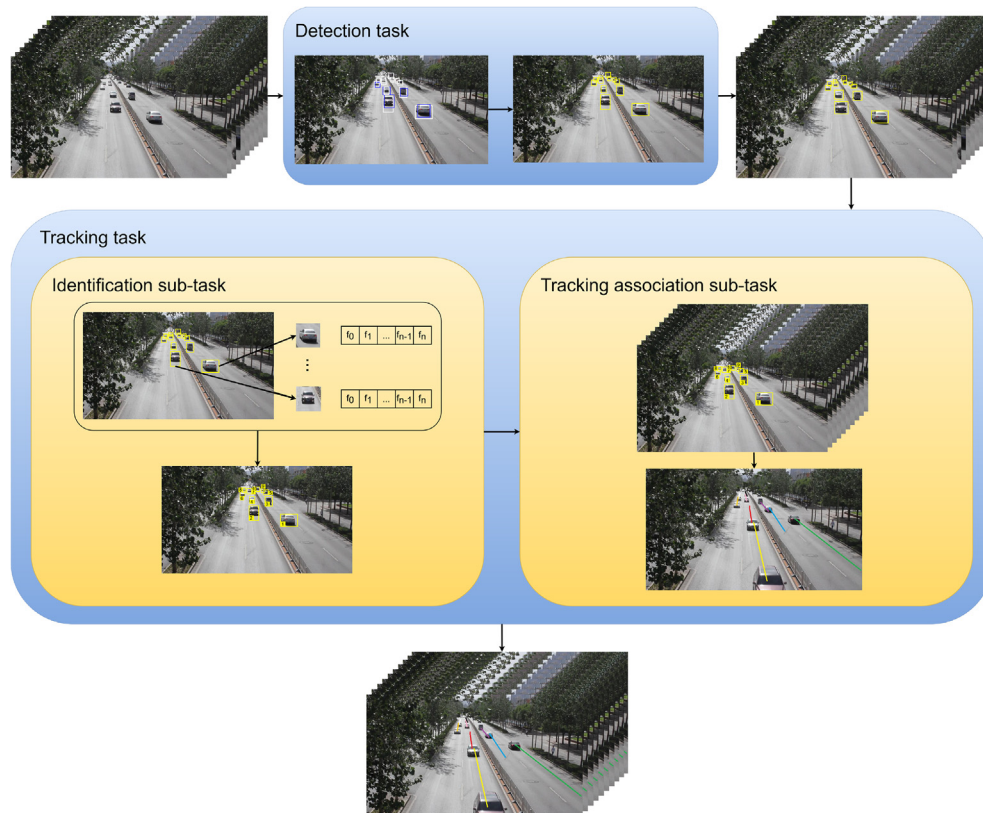 Detection task
Tracking task
Identification sub-task
Tracking association sub-task
f0 f1 ... fn-1 fn
f0 f1 ... fn-1 fn